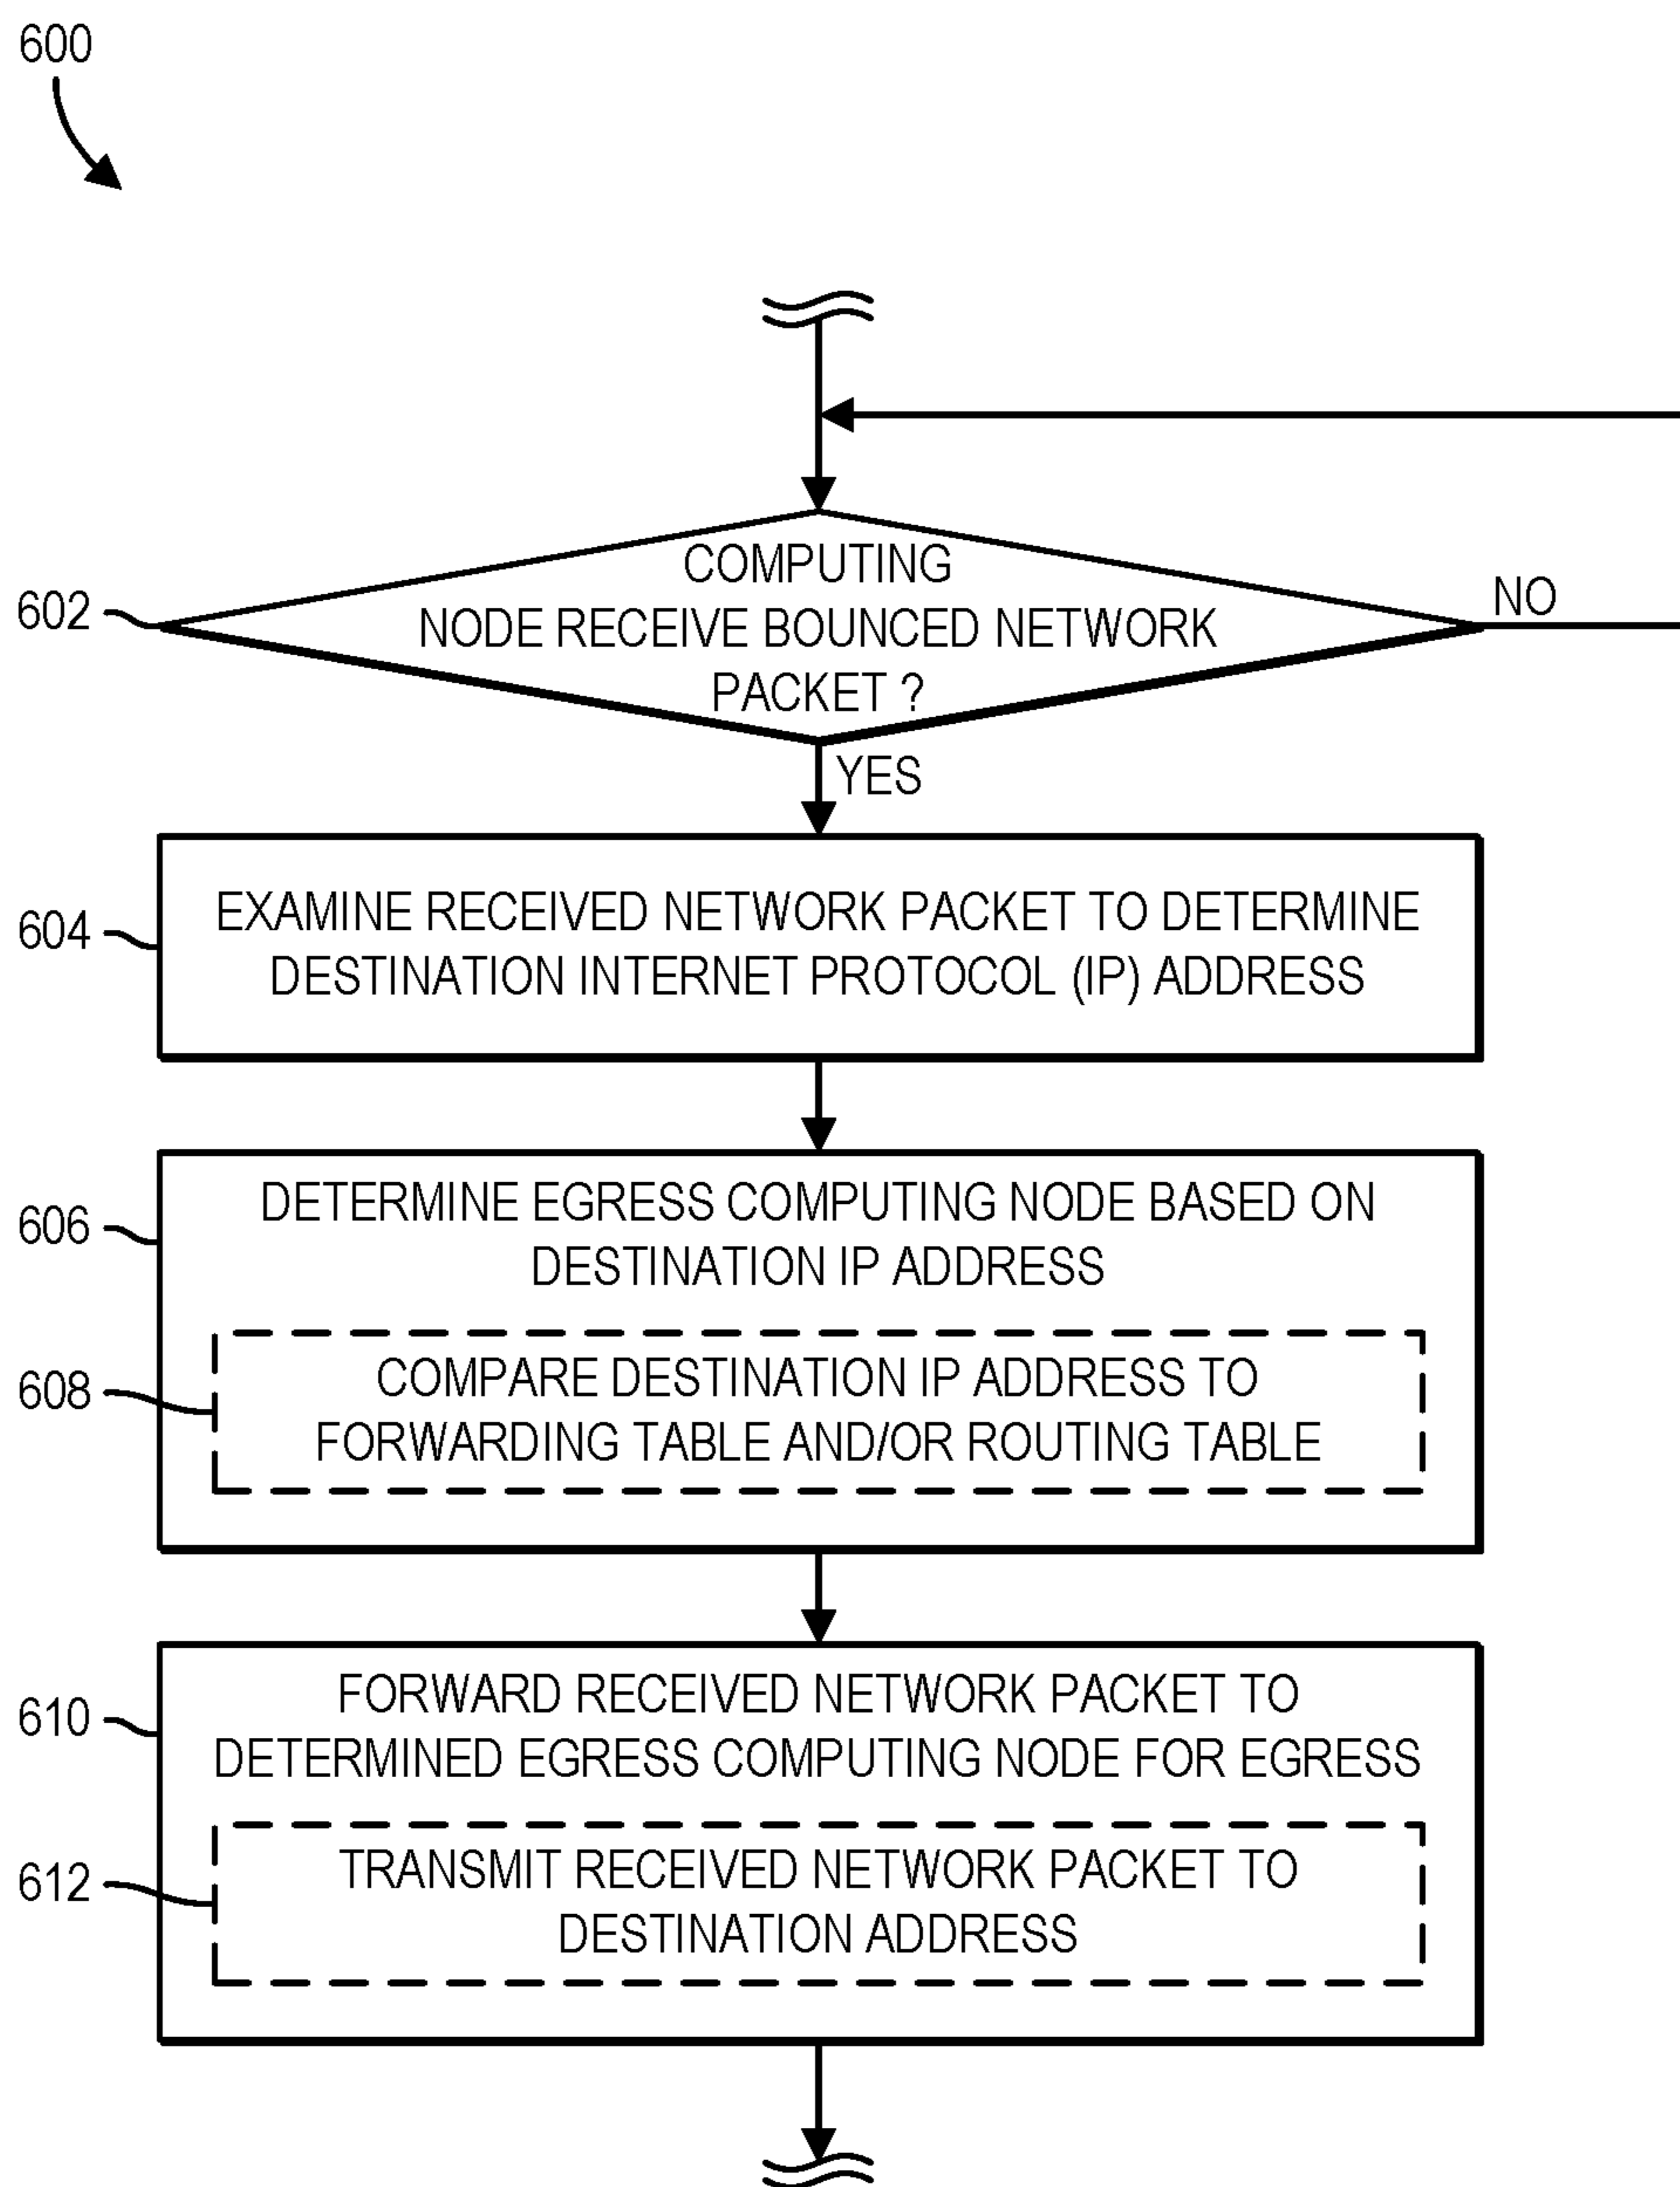 600
COMPUTING
602
NODE RECEIVE BOUNCED NETWORK
NO
PACKET ?
YES
604
EXAMINE RECEIVED NETWORK PACKET TO DETERMINE
DESTINATION INTERNET PROTOCOL (IP) ADDRESS
606
DETERMINE EGRESS COMPUTING NODE BASED ON
DESTINATION IP ADDRESS
608
COMPARE DESTINATION IP ADDRESS TO
FORWARDING TABLE AND/OR ROUTING TABLE
610
FORWARD RECEIVED NETWORK PACKET TO
DETERMINED EGRESS COMPUTING NODE FOR EGRESS
612
TRANSMIT RECEIVED NETWORK PACKET TO
DESTINATION ADDRESS